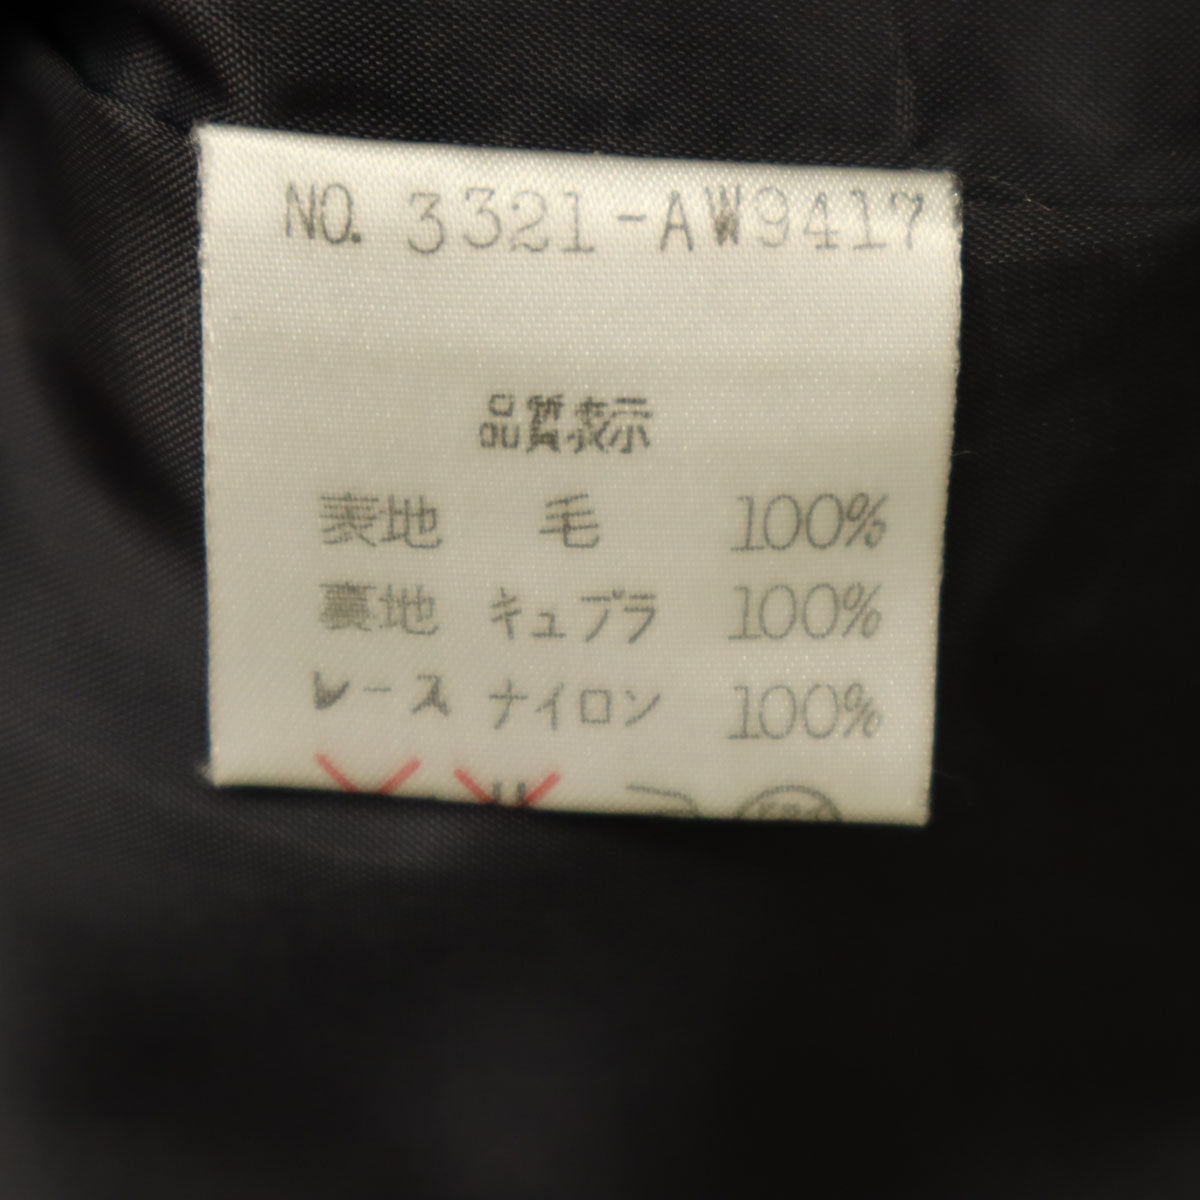 NO. 3321-AW9417
品質表示
表地 毛 100%
裏地 キュプラ 100%
レース ナイロン 100%